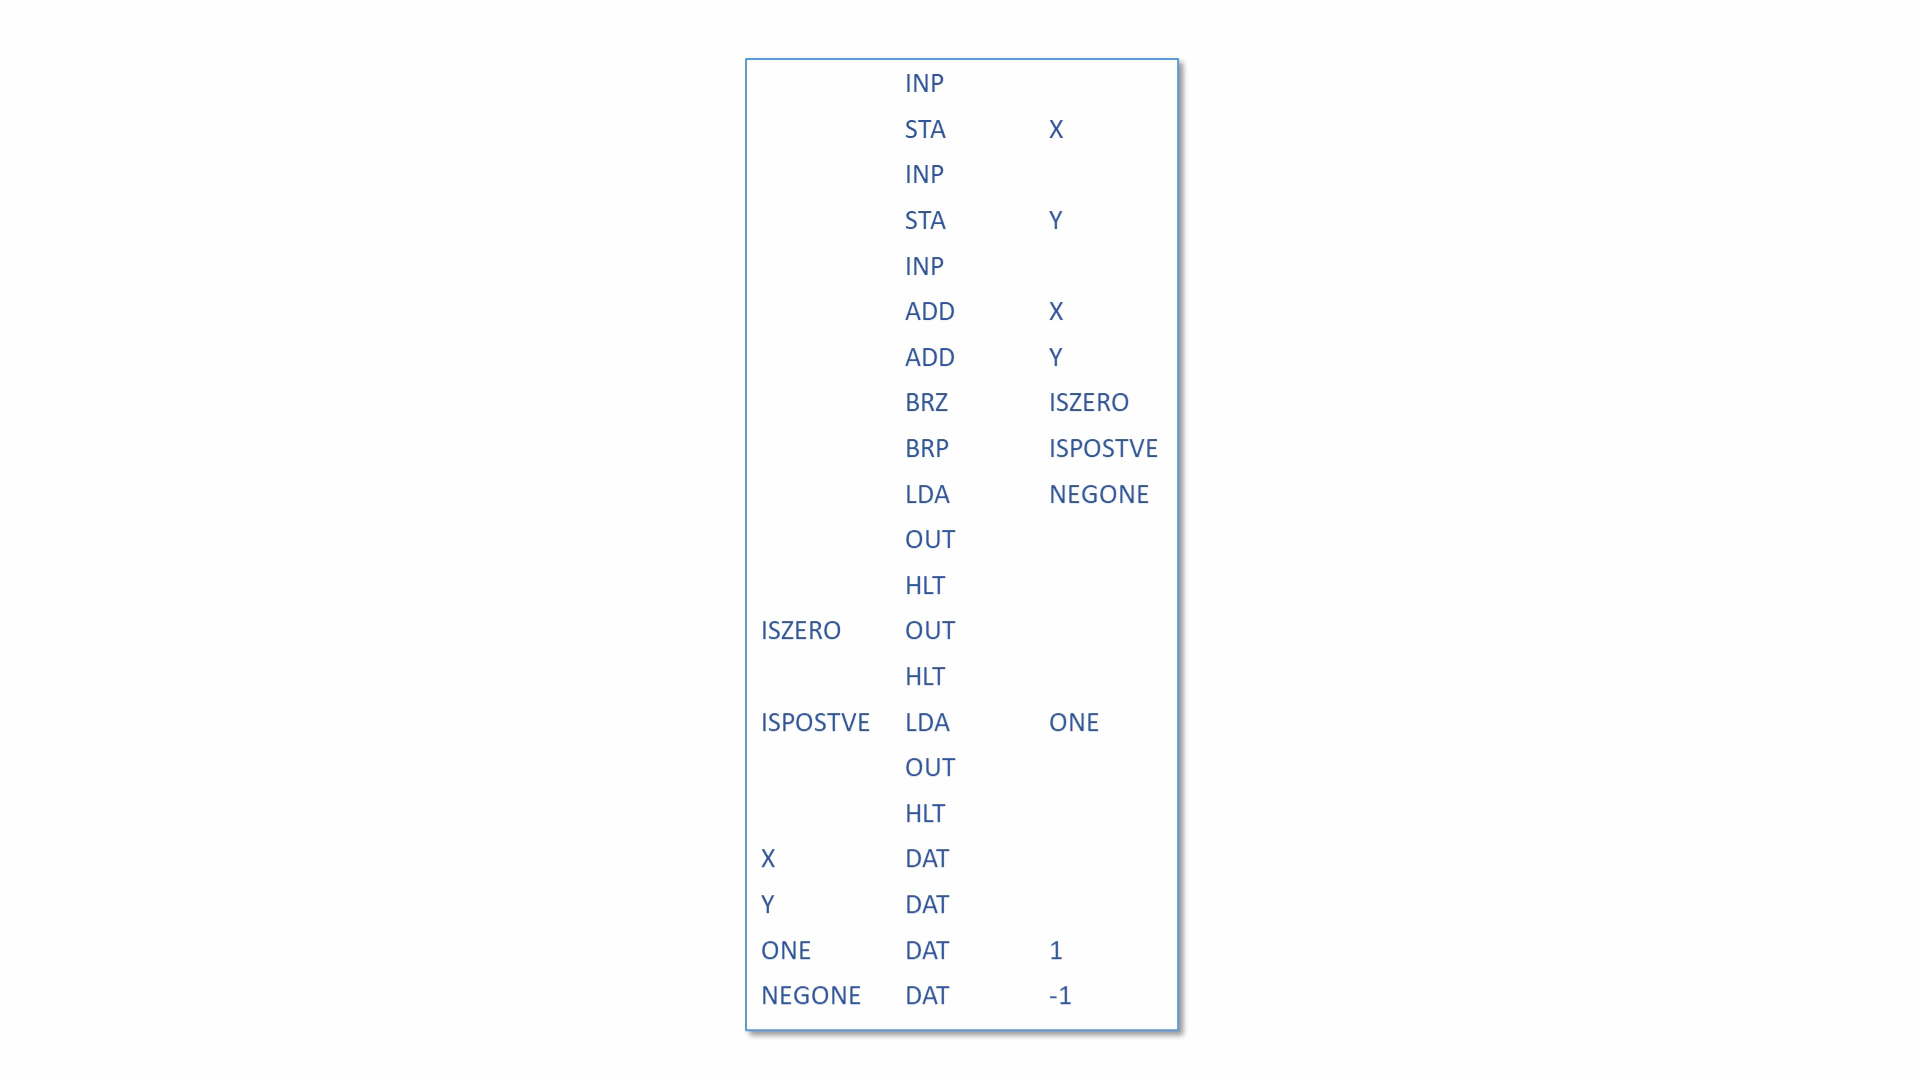 INP
STA X
INP
STA Y
INP
ADD X
ADD Y
BRZ ISZERO
BRP ISPOSTVE
LDA NEGONE
OUT
HLT
ISZERO OUT
HLT
ISPOSTVE LDA ONE
OUT
HLT
X DAT
Y DAT
ONE DAT 1
NEGONE DAT -1